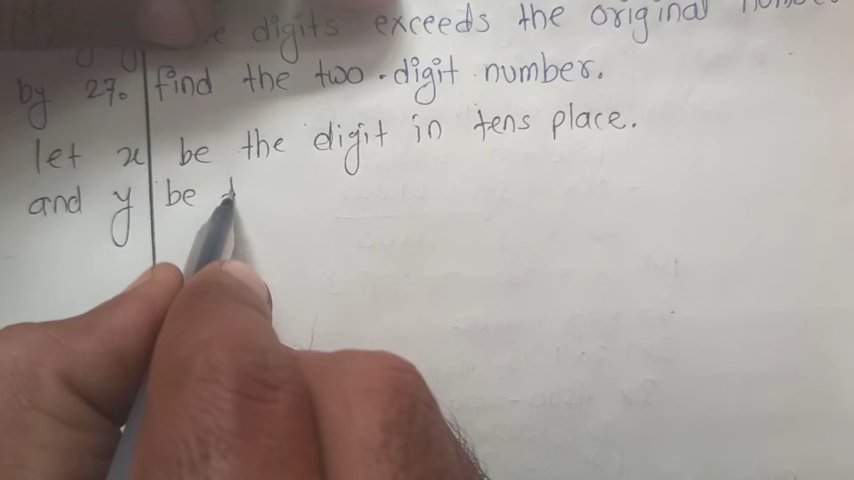 digits exceeds the original
by 27. find the two-digit number.
let x be the digit in tens place.
and y be